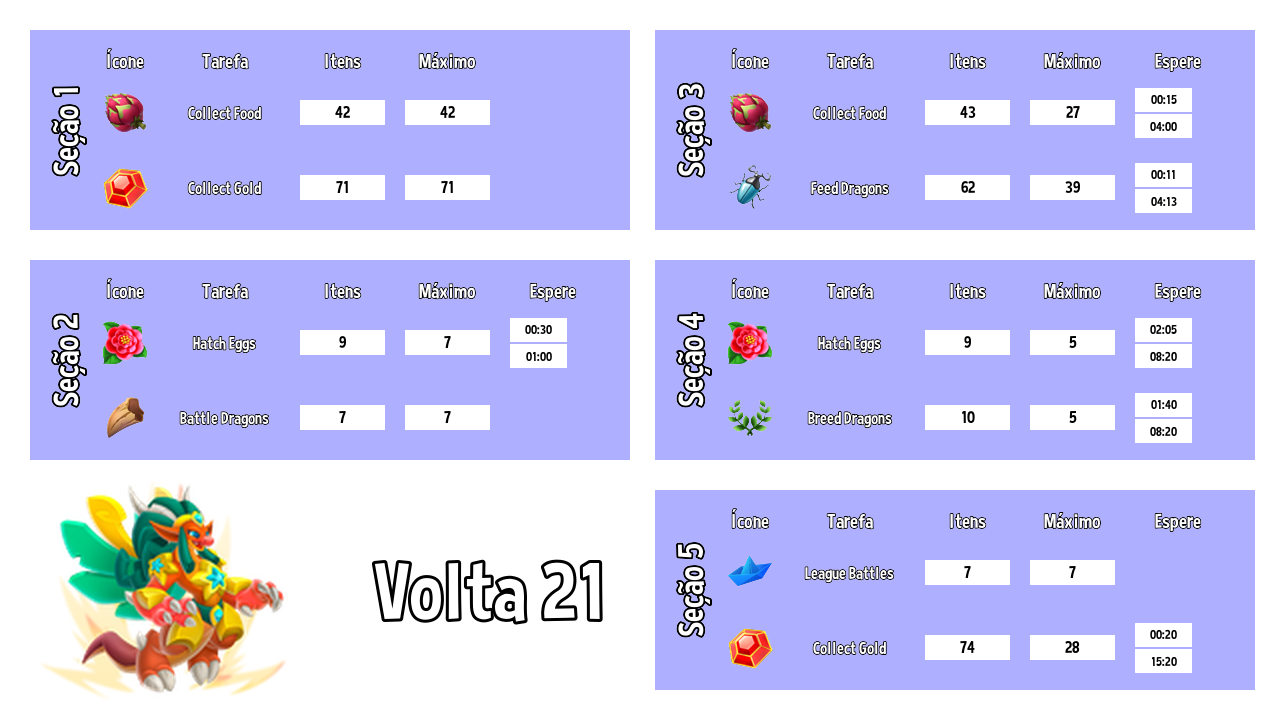 Seção 1
Ícone Tarefa Itens Máximo
Collect Food 42 42
Collect Gold 71 71
Seção 2
Ícone Tarefa Itens Máximo Espere
Hatch Eggs 9 7 00:30
01:00
Battle Dragons 7 7
Seção 3
Ícone Tarefa Itens Máximo Espere
Collect Food 43 27 00:15
04:00
Feed Dragons 62 39 00:11
04:13
Seção 4
Ícone Tarefa Itens Máximo Espere
Hatch Eggs 9 5 02:05
08:20
Breed Dragons 10 5 01:40
08:20
Seção 5
Ícone Tarefa Itens Máximo Espere
League Battles 7 7
Collect Gold 74 28 00:20
15:20
Volta 21